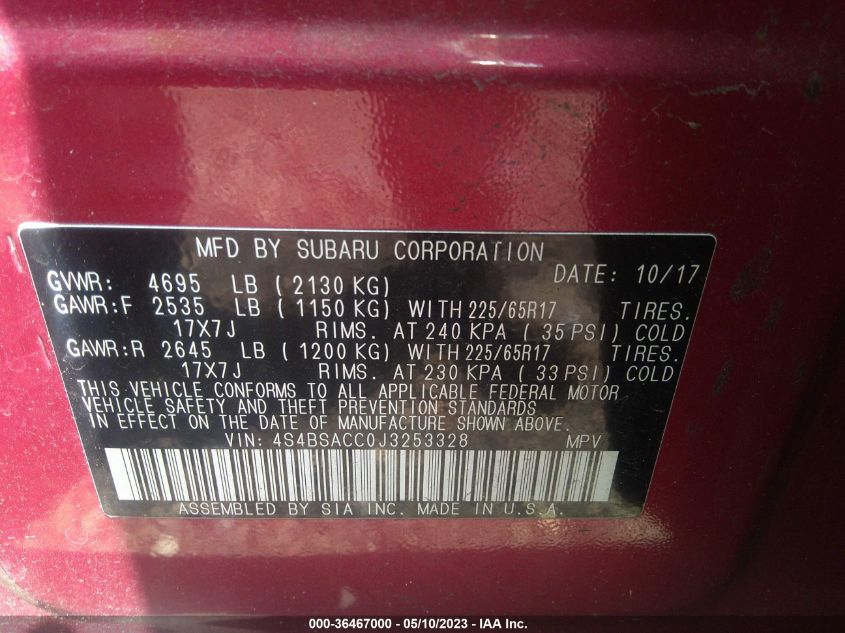 MFD BY SUBARU CORPORATION
GVWR: 4695 LB ( 2130 KG) DATE: 10/17
GAWR:F 2535 LB ( 1150 KG) WITH 225/65R17 TIRES.
17X7J RIMS. AT 240 KPA ( 35 PSI) COLD
GAWR:R 2645 LB ( 1200 KG) WITH 225/65R17 TIRES.
17X7J RIMS. AT 230 KPA ( 33 PSI) COLD
THIS VEHICLE CONFORMS TO ALL APPLICABLE FEDERAL MOTOR
VEHICLE SAFETY AND THEFT PREVENTION STANDARDS
IN EFFECT ON THE DATE OF MANUFACTURE SHOWN ABOVE.
VIN: 4S4BSACC0J3253328 MPV
ASSEMBLED BY SIA INC. MADE IN U.S.A.
000-36467000 - 05/10/2023 - IAA Inc.